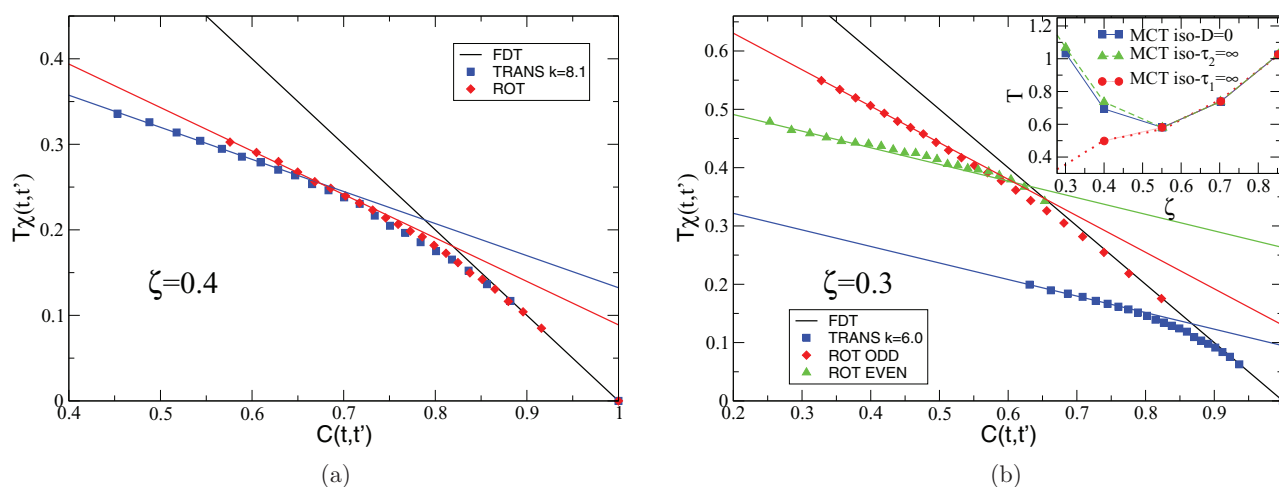 Tχ(t,t')
0.4
0.3
0.2
0.1
0
FDT
TRANS k=8.1
ROT
ζ=0.4
0.4 0.5 0.6 0.7 0.8 0.9 1
C(t,t')
(a)
Tχ(t,t')
0.6
0.5
0.4
0.3
0.2
0.1
0
ζ=0.3
FDT
TRANS k=6.0
ROT ODD
ROT EVEN
0.2 0.3 0.4 0.5 0.6 0.7 0.8 0.9
C(t,t')
(b)
T
1.2
1
0.8
0.6
0.4
MCT iso-D=0
MCT iso-τ₂=∞
MCT iso-τ₁=∞
0.3 0.4 0.5 0.6 0.7 0.8
ζ